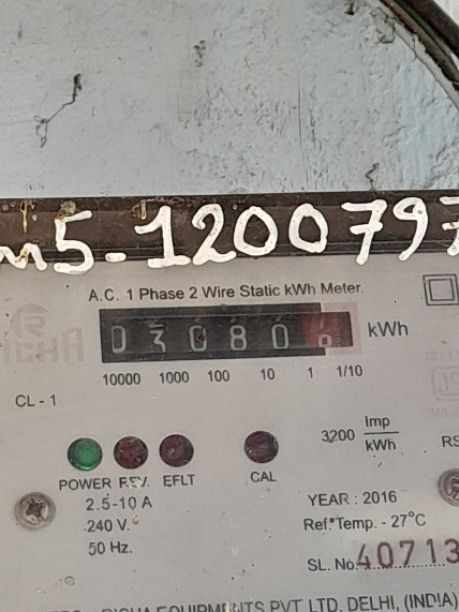 m5-1200797
A.C. 1 Phase 2 Wire Static kWh Meter.
03080 kWh
10000 1000 100 10 1 1/10
CL - 1
3200 Imp/kWh
POWER REV. EFLT CAL
RS
2.5-10 A
240 V.
50 Hz.
YEAR : 2016
Ref. Temp. - 27°C
SL. No. 40713
EQUIPMENTS PVT. LTD. DELHI, (INDIA)